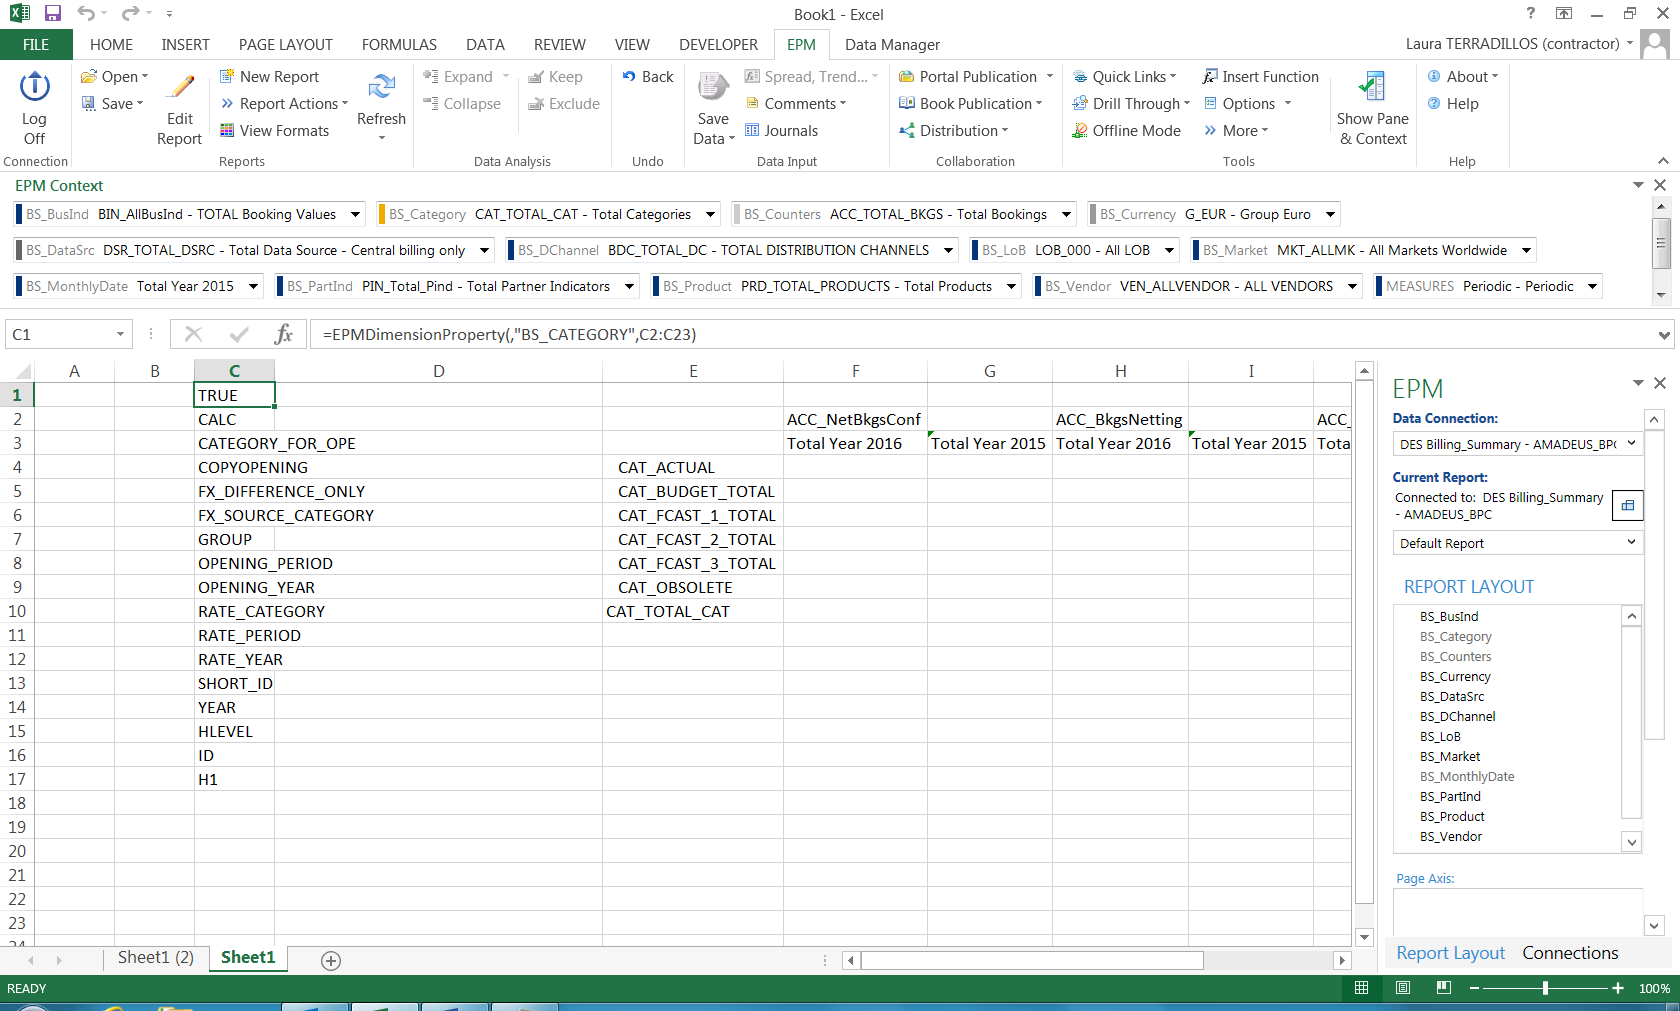 Book1 - Excel
?
FILE HOME INSERT PAGE LAYOUT FORMULAS DATA REVIEW VIEW DEVELOPER EPM Data Manager Laura TERRADILLOS (contractor)
Open New Report Expand Keep Back Spread, Trend... Portal Publication Quick Links Insert Function About
Save Report Actions Collapse Exclude Comments Book Publication Drill Through Options Help
Log Off Edit Report View Formats Refresh Save Data Journals Distribution Offline Mode More Show Pane & Context
Connection Reports Data Analysis Undo Data Input Collaboration Tools Help
EPM Context
BS_BusInd BIN_AllBusInd - TOTAL Booking Values BS_Category CAT_TOTAL_CAT - Total Categories BS_Counters ACC_TOTAL_BKGS - Total Bookings BS_Currency G_EUR - Group Euro
BS_DataSrc DSR_TOTAL_DSRC - Total Data Source - Central billing only BS_DChannel BDC_TOTAL_DC - TOTAL DISTRIBUTION CHANNELS BS_LoB LOB_000 - All LOB BS_Market MKT_ALLMK - All Markets Worldwide
BS_MonthlyDate Total Year 2015 BS_PartInd PIN_Total_Pind - Total Partner Indicators BS_Product PRD_TOTAL_PRODUCTS - Total Products BS_Vendor VEN_ALLVENDOR - ALL VENDORS MEASURES Periodic - Periodic
C1 fx =EPMDimensionProperty(,"BS_CATEGORY",C2:C23)
A B C D E F G H I
1 TRUE
2 CALC ACC_NetBkgsConf ACC_BkgsNetting ACC_
3 CATEGORY_FOR_OPE Total Year 2016 Total Year 2015 Total Year 2016 Total Year 2015 Tota
4 COPYOPENING CAT_ACTUAL
5 FX_DIFFERENCE_ONLY CAT_BUDGET_TOTAL
6 FX_SOURCE_CATEGORY CAT_FCAST_1_TOTAL
7 GROUP CAT_FCAST_2_TOTAL
8 OPENING_PERIOD CAT_FCAST_3_TOTAL
9 OPENING_YEAR CAT_OBSOLETE
10 RATE_CATEGORY CAT_TOTAL_CAT
11 RATE_PERIOD
12 RATE_YEAR
13 SHORT_ID
14 YEAR
15 HLEVEL
16 ID
17 H1
18
19
20
21
22
23
24
EPM
Data Connection:
DES Billing_Summary - AMADEUS_BP(
Current Report:
Connected to: DES Billing_Summary
- AMADEUS_BPC
Default Report
REPORT LAYOUT
BS_BusInd
BS_Category
BS_Counters
BS_Currency
BS_DataSrc
BS_DChannel
BS_LoB
BS_Market
BS_MonthlyDate
BS_PartInd
BS_Product
BS_Vendor
Page Axis:
Report Layout Connections
Sheet1 (2) Sheet1
READY 100%